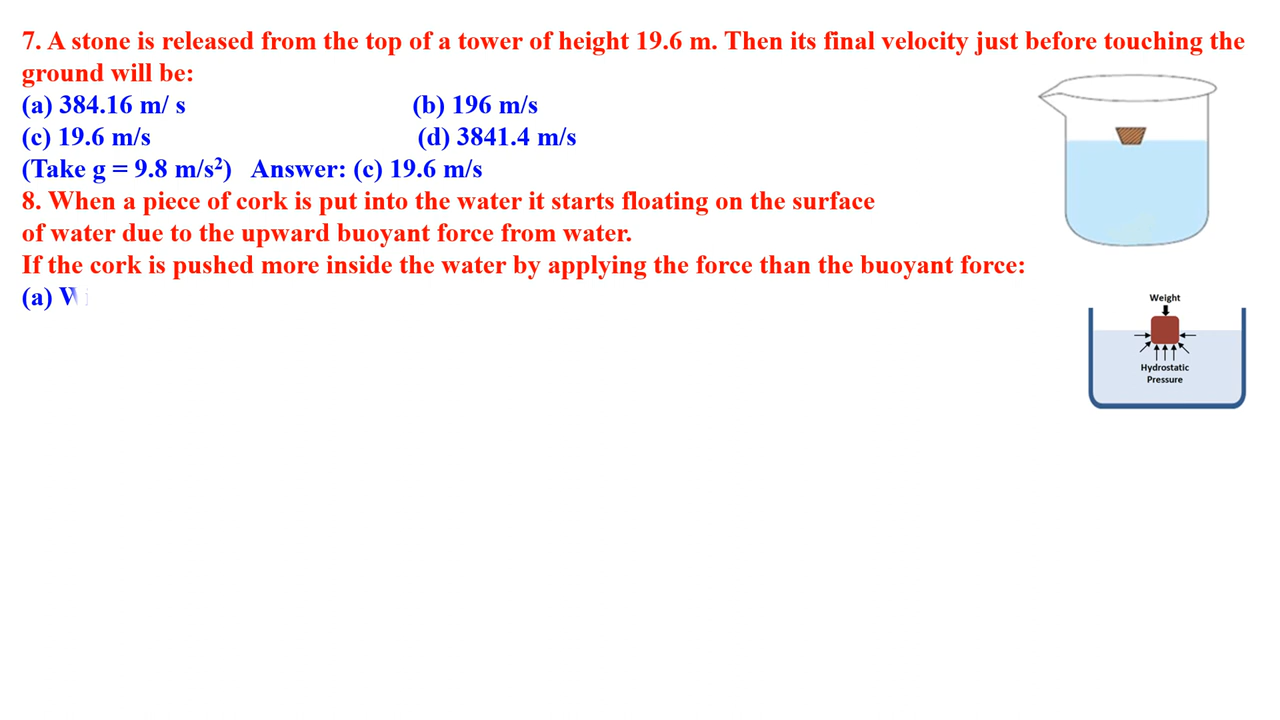 7. A stone is released from the top of a tower of height 19.6 m. Then its final velocity just before touching the
ground will be:
(a) 384.16 m/ s (b) 196 m/s
(c) 19.6 m/s (d) 3841.4 m/s
(Take g = 9.8 m/s²) Answer: (c) 19.6 m/s
8. When a piece of cork is put into the water it starts floating on the surface
of water due to the upward buoyant force from water.
If the cork is pushed more inside the water by applying the force than the buoyant force:
(a)
Weight
Hydrostatic
Pressure